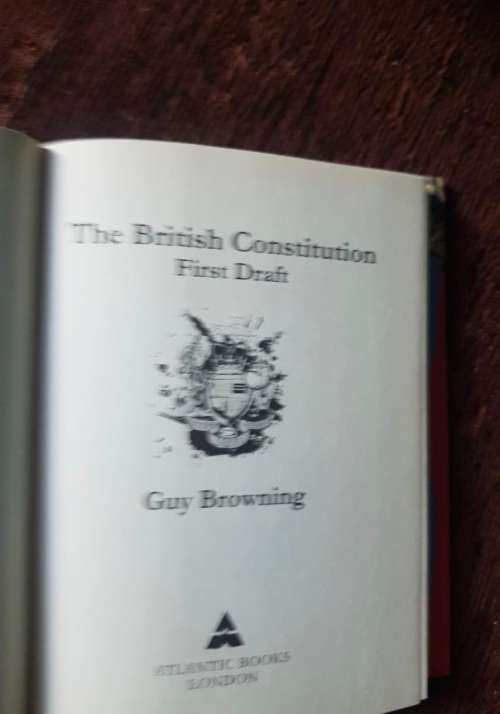 The British Constitution
First Draft
Guy Browning
ATLANTIC BOOKS
LONDON